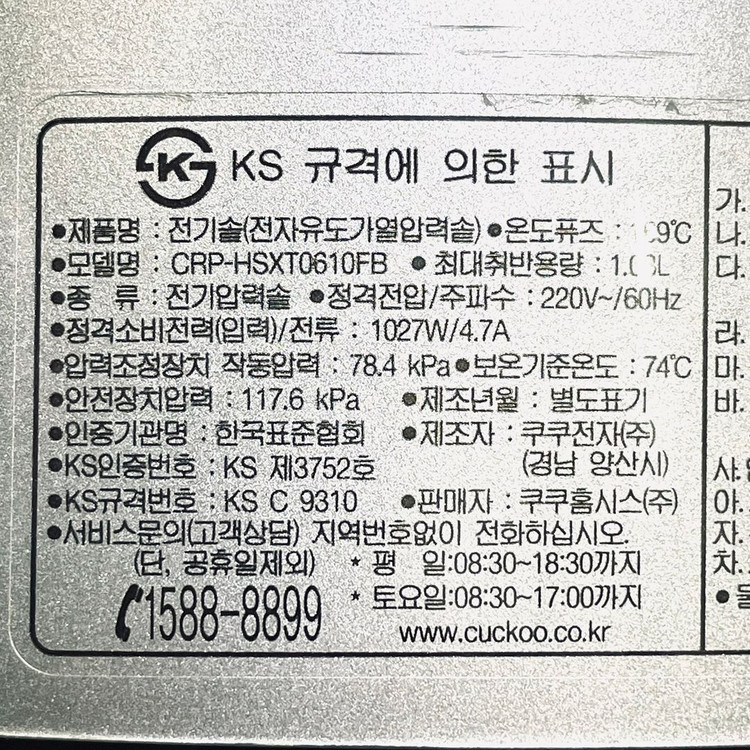 KS 규격에 의한 표시
●제품명 : 전기솥(전자유도가열압력솥) ●온도퓨즈 :
●모델명 : CRP-HSXT0610FB ● 최대취반용량 :
●종 류 : 전기압력솥 ●정격전압/주파수 : 220V~/60Hz
●정격소비전력(입력)/전류 : 1027W/4.7A
●압력조정장치 작동압력 : 78.4 kPa ●보온기준온도 : 74℃
●안전장치압력 : 117.6 kPa ●제조년월 : 별도표기
●인증기관명 : 한국표준협회 ●제조자 : 쿠쿠전자(주)
●KS인증번호 : KS 제3752호 (경남 양산시)
●KS규격번호 : KS C 9310 ●판매자 : 쿠쿠홈시스(주)
●서비스문의(고객상담) 지역번호없이 전화하십시오.
(단, 공휴일제외) * 평 일:08:30~18:30까지
1588-8899 * 토요일:08:30~17:00까지
www.cuckoo.co.kr
가.
나.
다.
라.
마.
바.
사.
아.
자.
차.